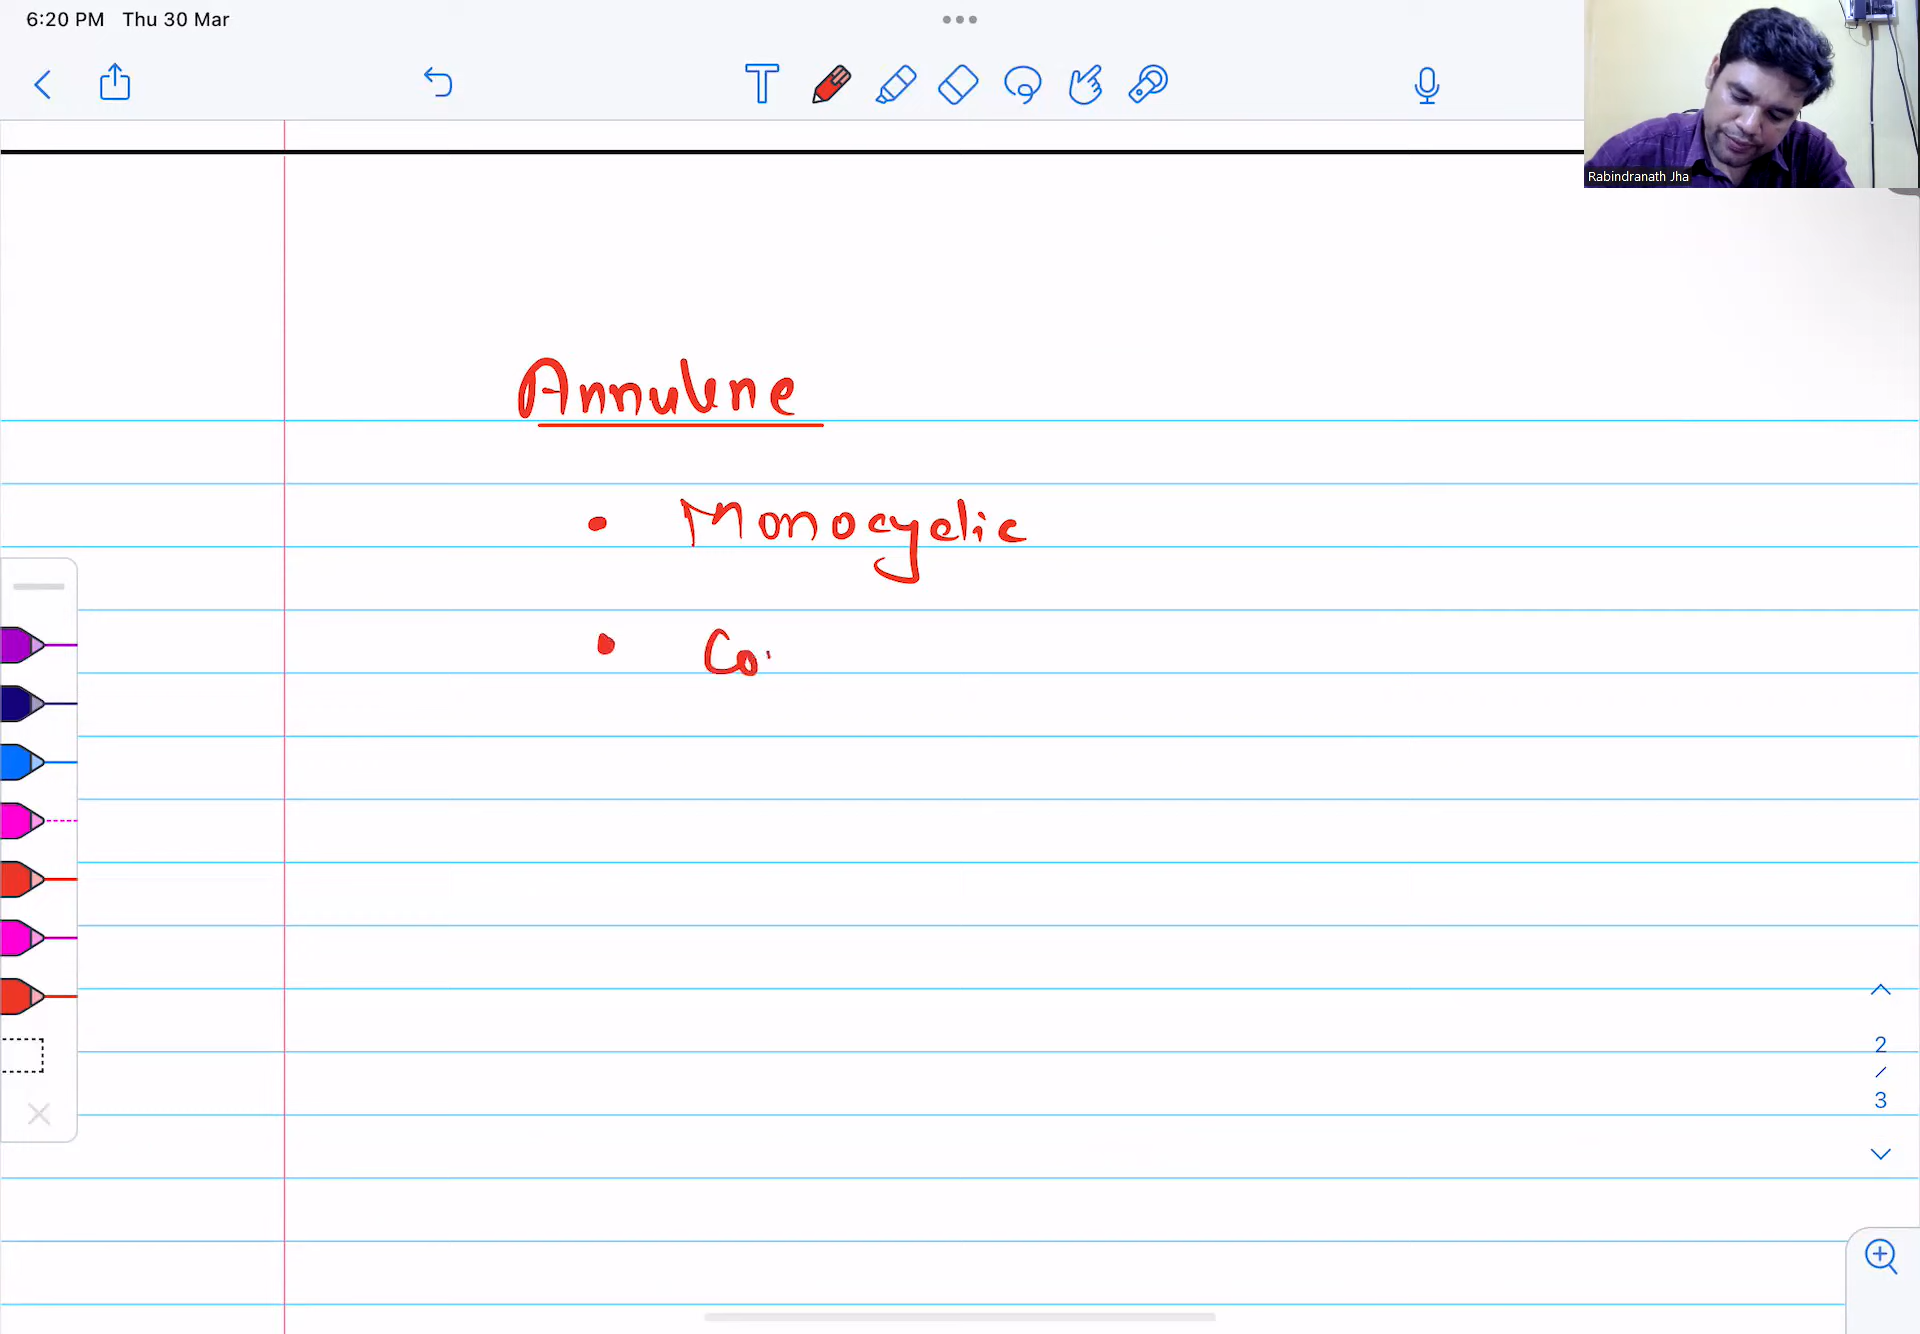 6:20 PM Thu 30 Mar
Rabindranath Jha
Annulene
• Monocyclic
• Co
2
/
3